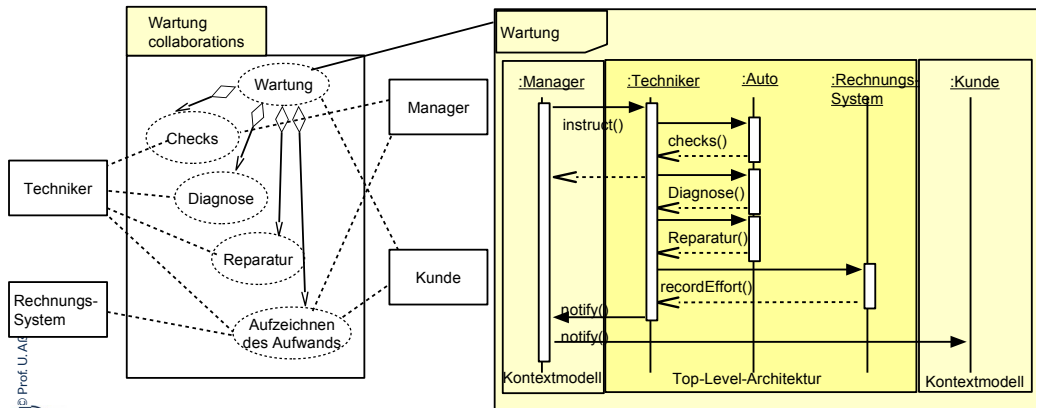 Wartung
collaborations
Wartung
Checks
Diagnose
Reparatur
Aufzeichnen
des Aufwands
Techniker
Rechnungs-
System
Manager
Kunde
© Prof. U. Aß
Wartung
:Manager
:Techniker
:Auto
:Rechnungs-
System
:Kunde
instruct()
checks()
Diagnose()
Reparatur()
recordEffort()
notify()
notify()
Kontextmodell
Top-Level-Architektur
Kontextmodell